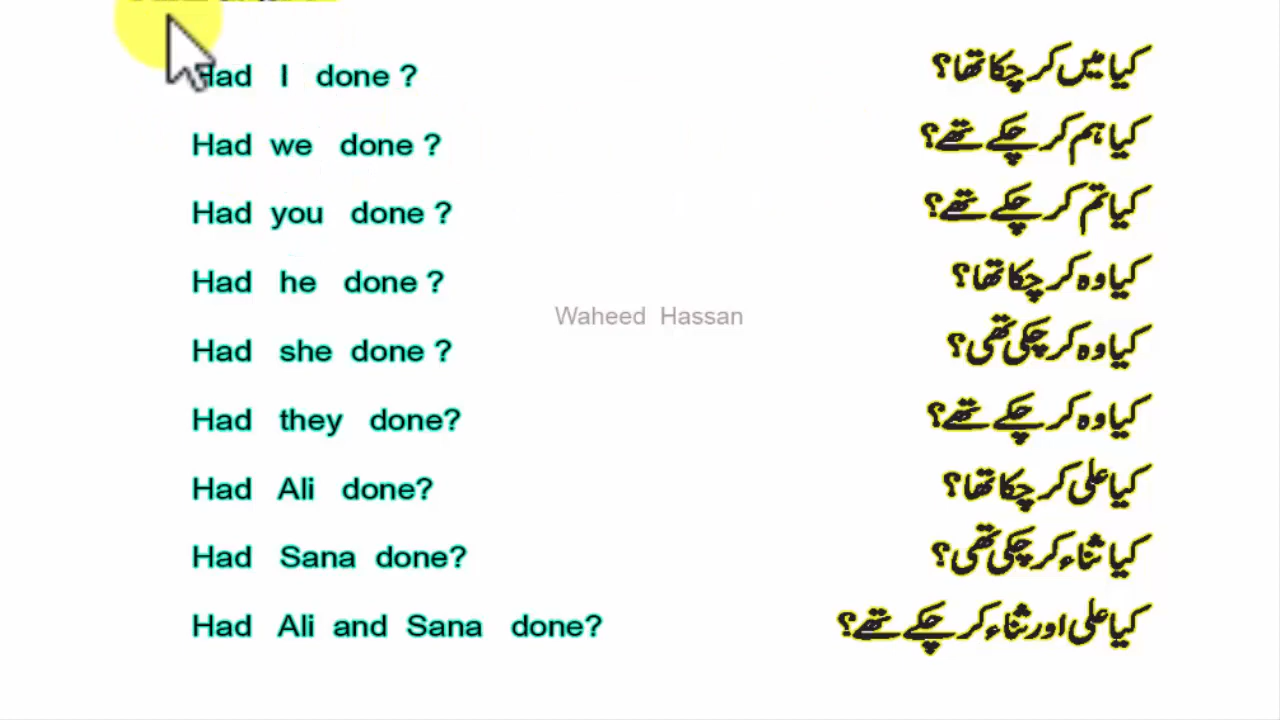 Had I done ? کیا میں کر چکا تھا؟
Had we done ? کیا ہم کر چکے تھے؟
Had you done ? کیا تم کر چکے تھے؟
Had he done ? کیا وہ کر چکا تھا؟
Waheed Hassan
Had she done ? کیا وہ کر چکی تھی؟
Had they done? کیا وہ کر چکے تھے؟
Had Ali done? کیا علی کر چکا تھا؟
Had Sana done? کیا ثناء کر چکی تھی؟
Had Ali and Sana done? کیا علی اور ثناء کر چکے تھے؟